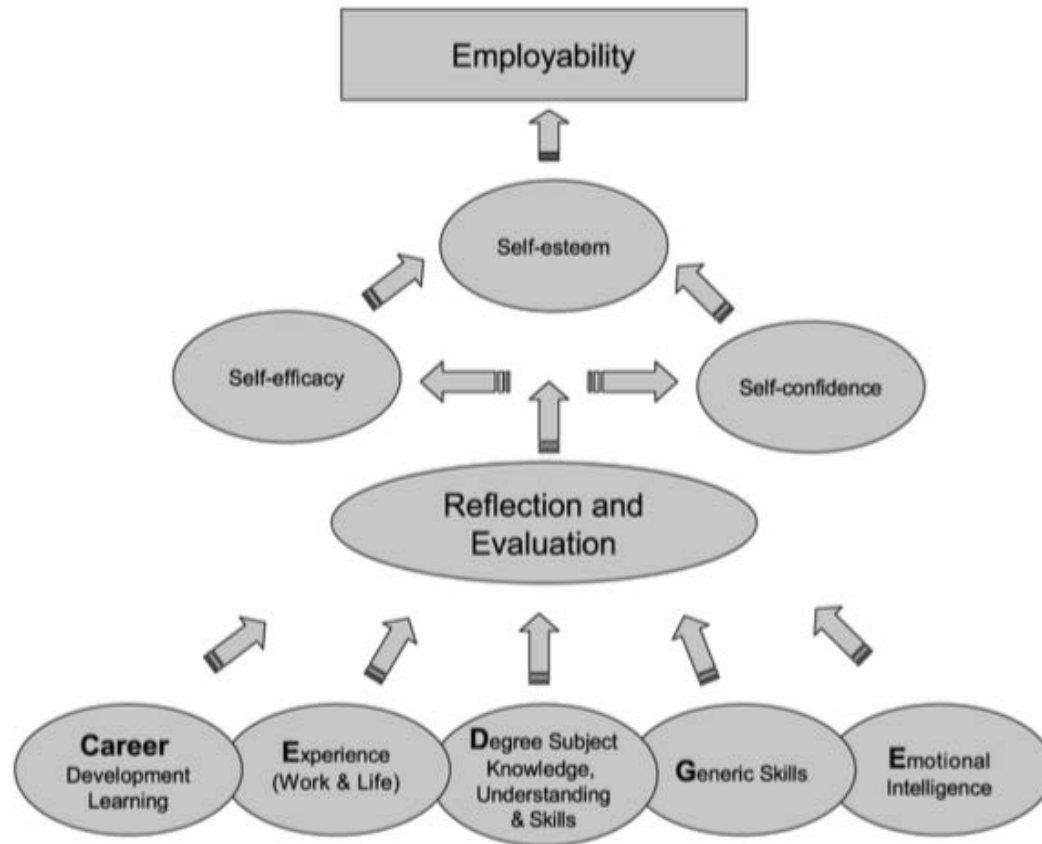 Employability
Self-esteem
Self-efficacy
Self-confidence
Reflection and
Evaluation
Career
Development
Learning
Experience
(Work & Life)
Degree Subject
Knowledge,
Understanding
& Skills
Generic Skills
Emotional
Intelligence